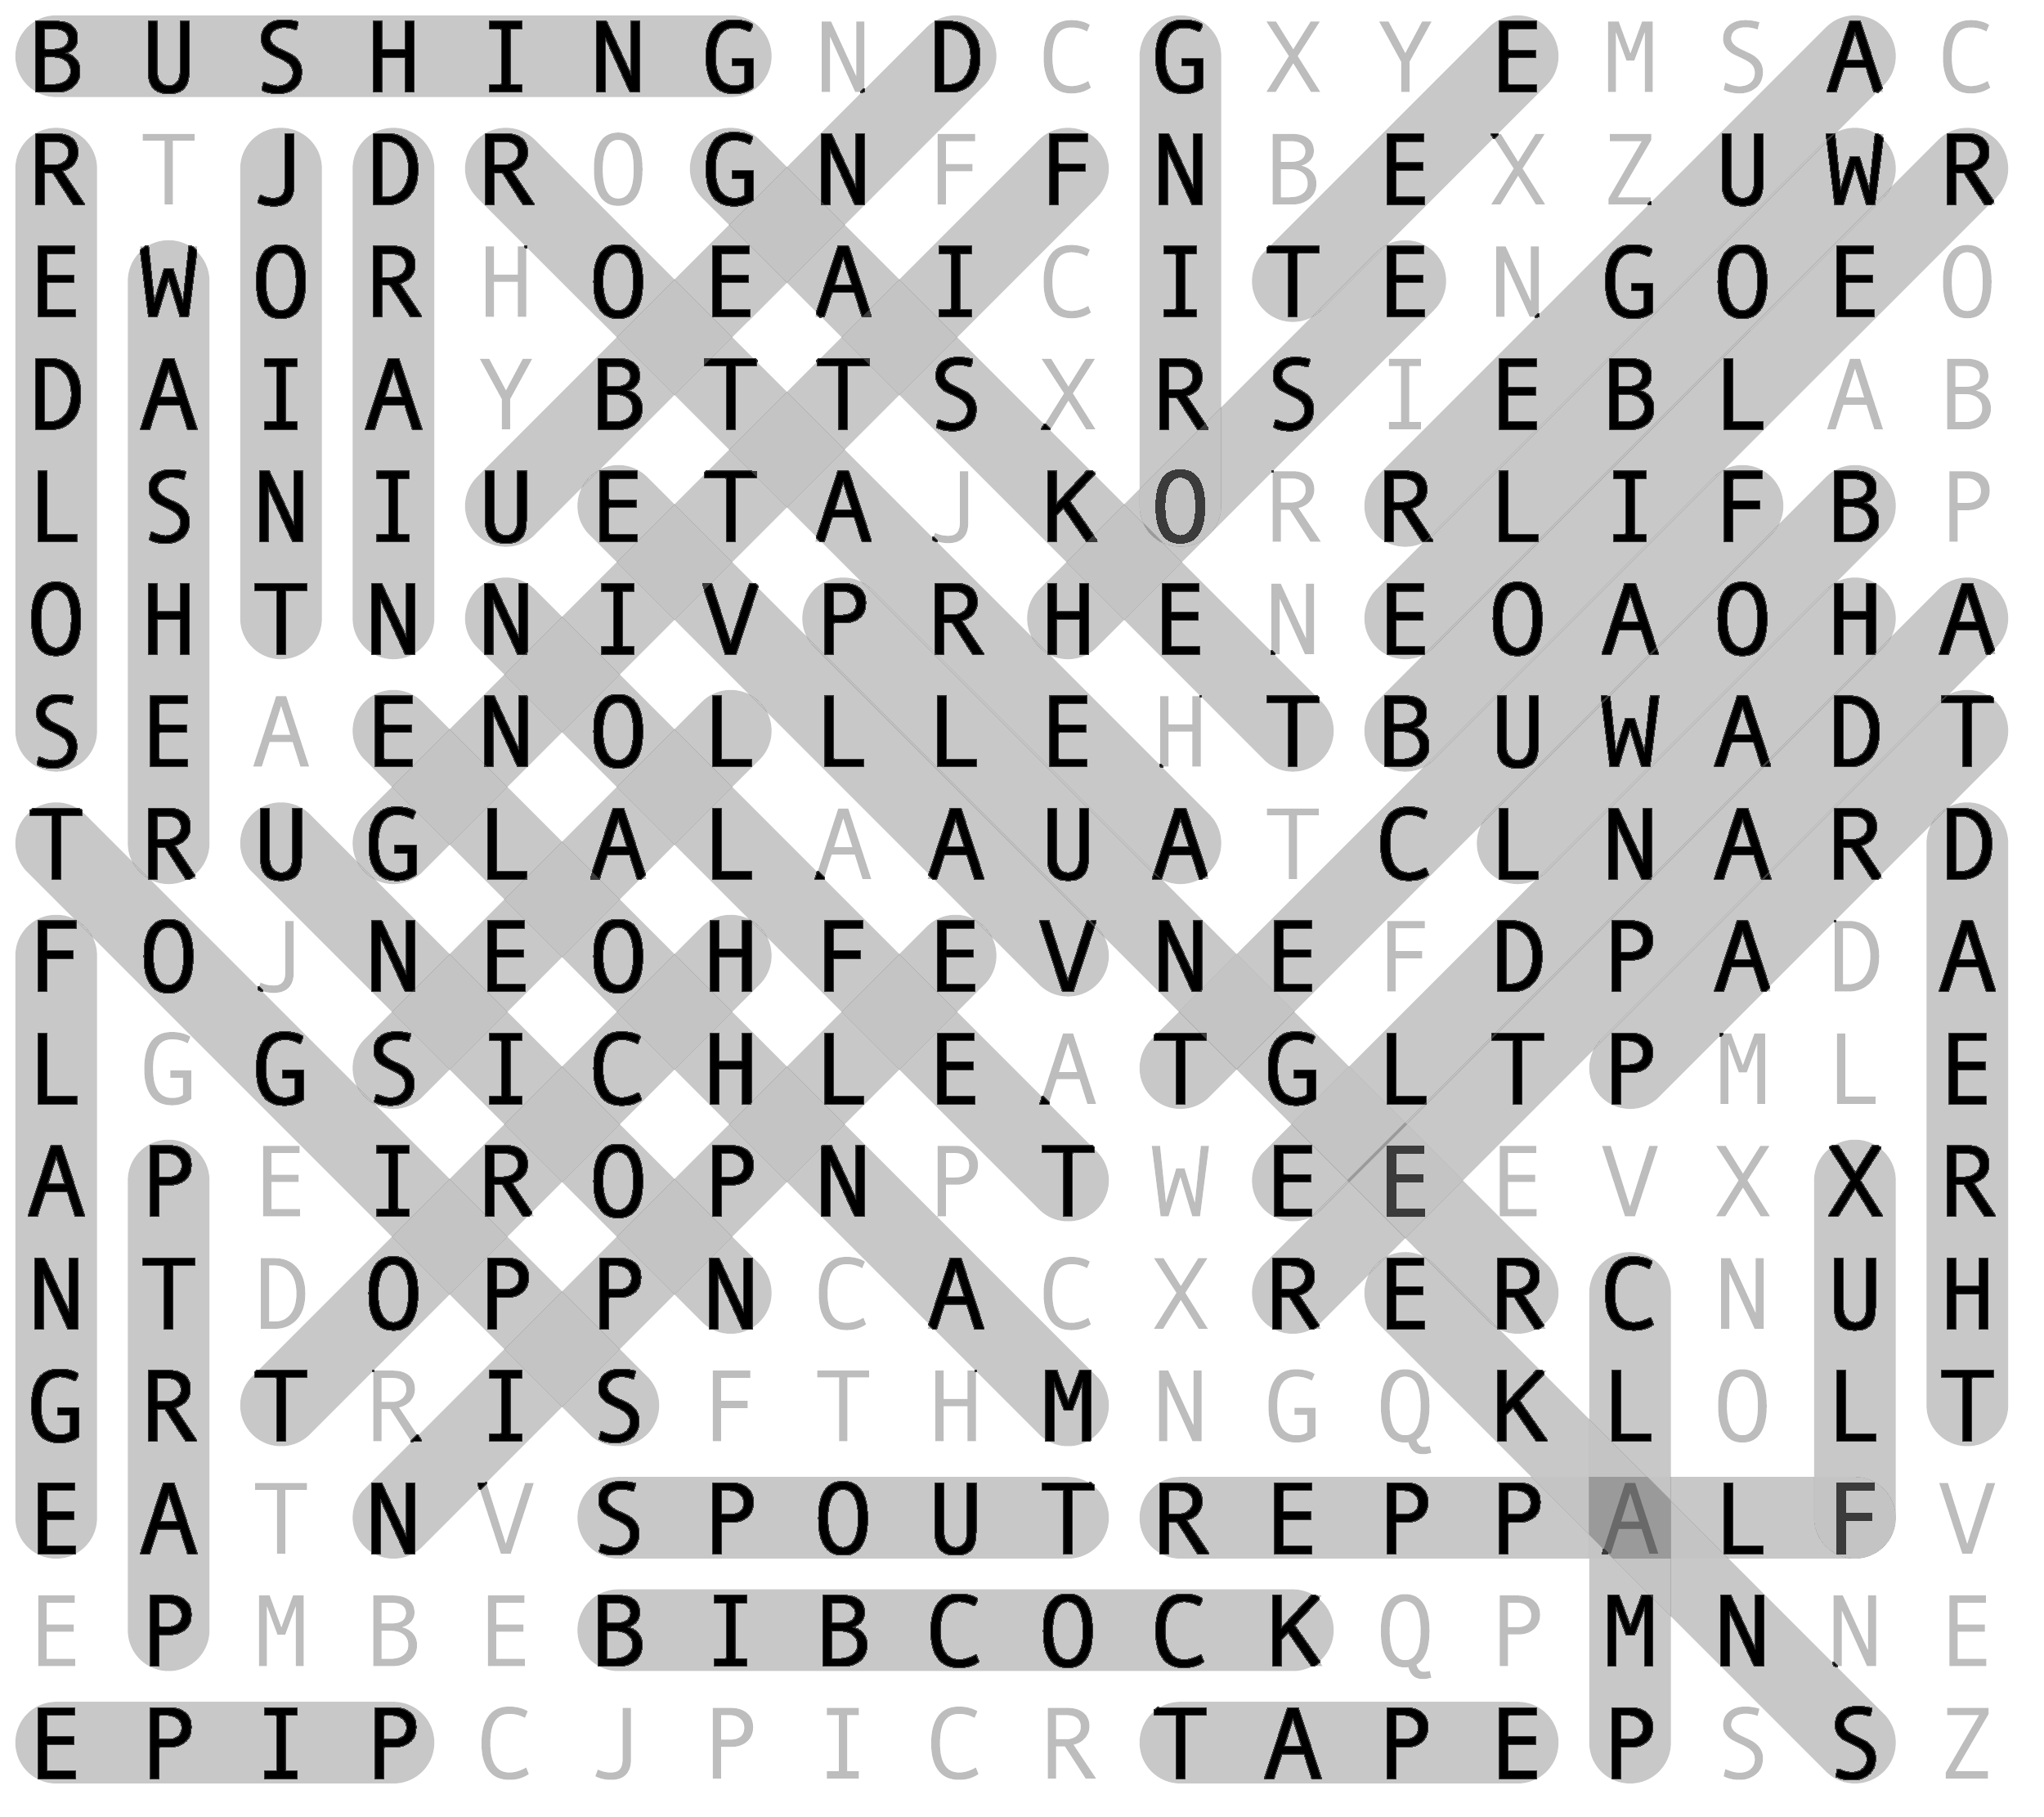 B U S H I N G N D C G X Y E M S A C
R T J D R O G N F F N B E X Z U W R
E W O R H O E A I C I T E N G O E O
D A I A Y B T T S X R S I E B L A B
L S N I U E T A J K O R R L I F B P
O H T N N I V P R H E N E O A O H A
S E A E N O L L L E H T B U W A D T
T R U G L A L A A U A T C L N A R D
F O J N E O H F E V N E F D P A D A
L G G S I C H L E A T G L T P M L E
A P E I R O P N P T W E E E V X X R
N T D O P P N C A C X R E R C N U H
G R T R I S F T H M N G Q K L O L T
E A T N V S P O U T R E P P A L F V
E P M B E B I B C O C K Q P M N N E
E P I P C J P I C R T A P E P S S Z